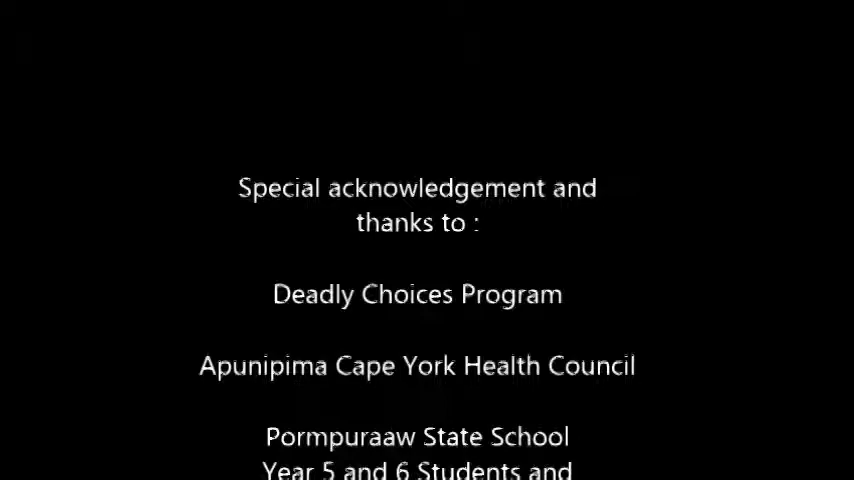 Special acknowledgement and
thanks to :
Deadly Choices Program
Apunipima Cape York Health Council
Pormpuraaw State School
Year 5 and 6 Students and